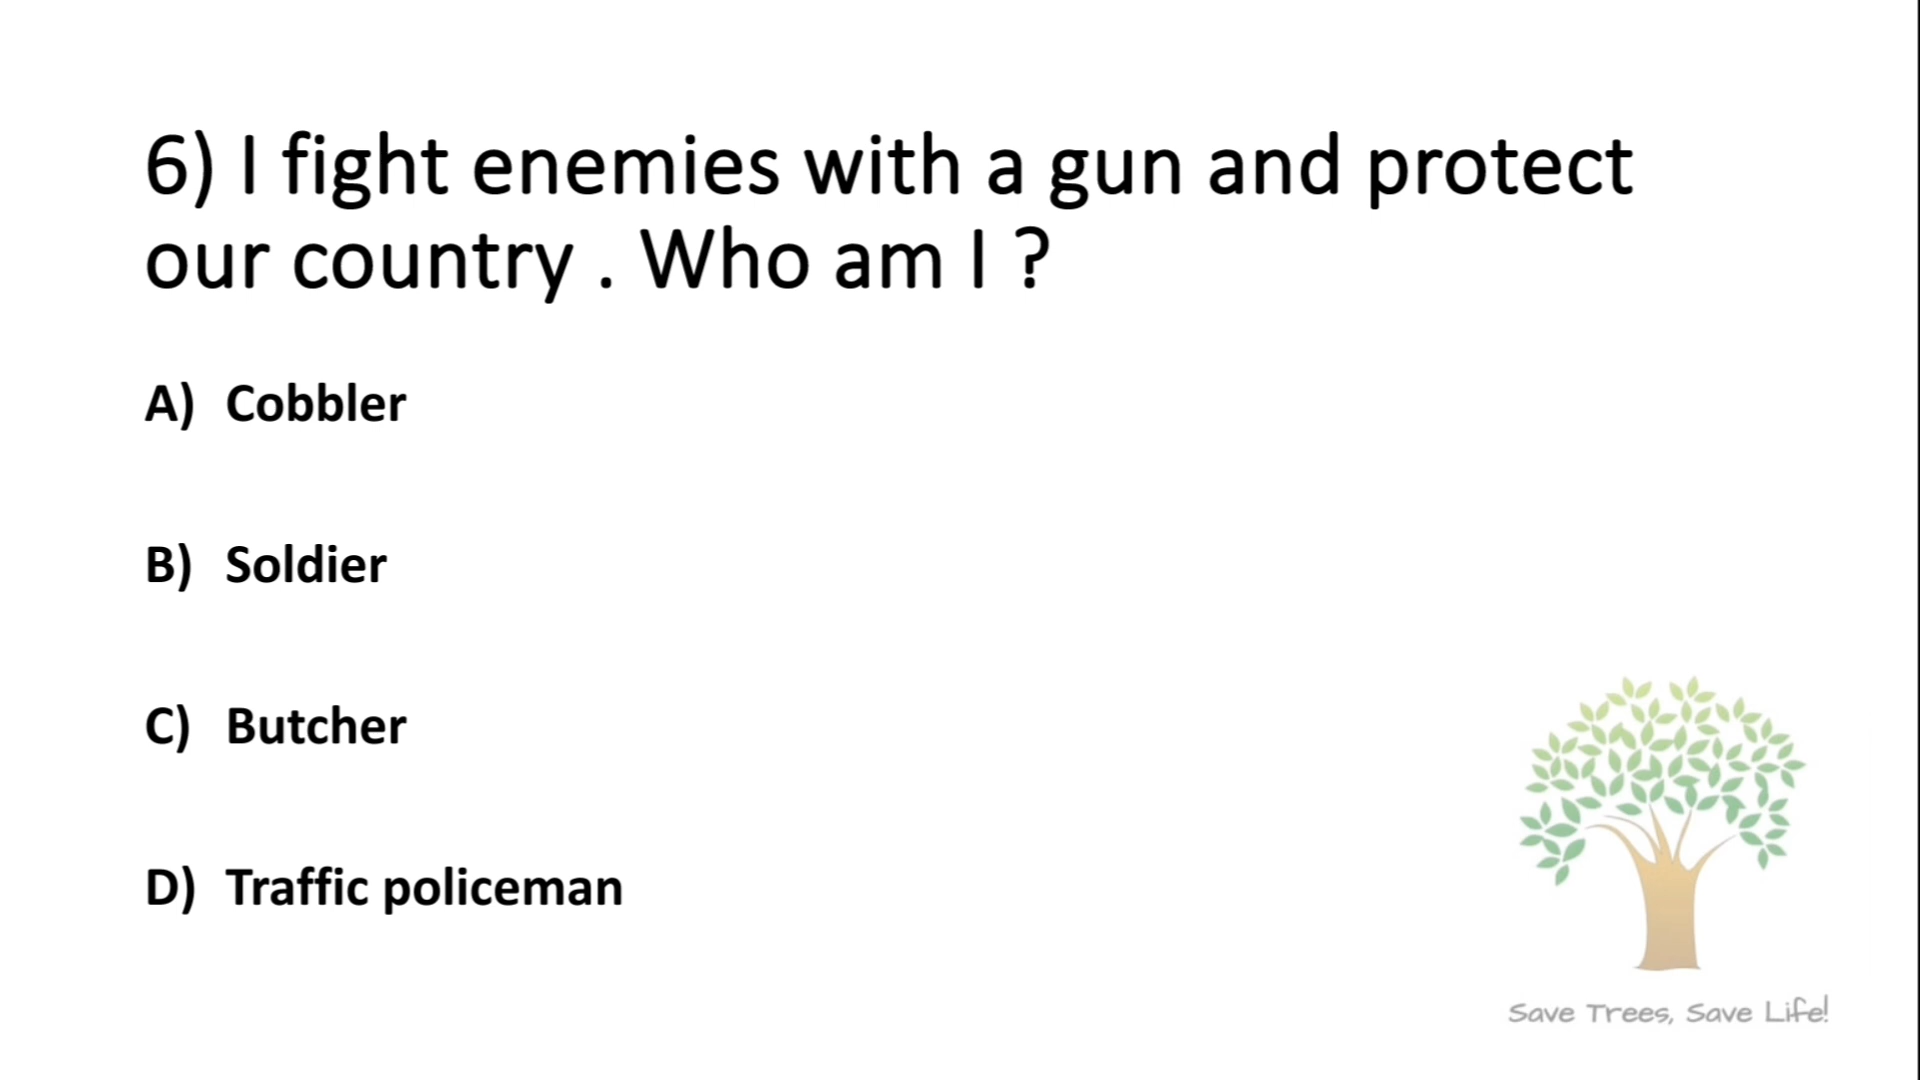 6) I fight enemies with a gun and protect
our country . Who am I ?
A) Cobbler
B) Soldier
C) Butcher
D) Traffic policeman
Save Trees, Save Life!